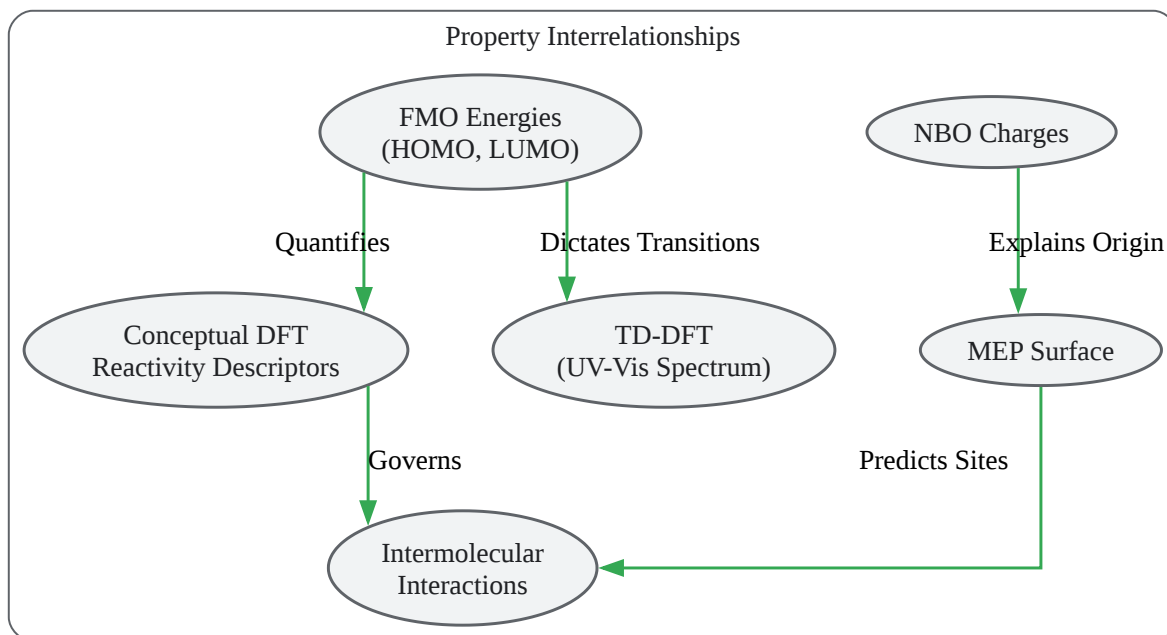 Property Interrelationships
FMO Energies
(HOMO, LUMO)
NBO Charges
Quantifies
Dictates Transitions
Explains Origin
Conceptual DFT
Reactivity Descriptors
TD-DFT
(UV-Vis Spectrum)
MEP Surface
Governs
Predicts Sites
Intermolecular
Interactions